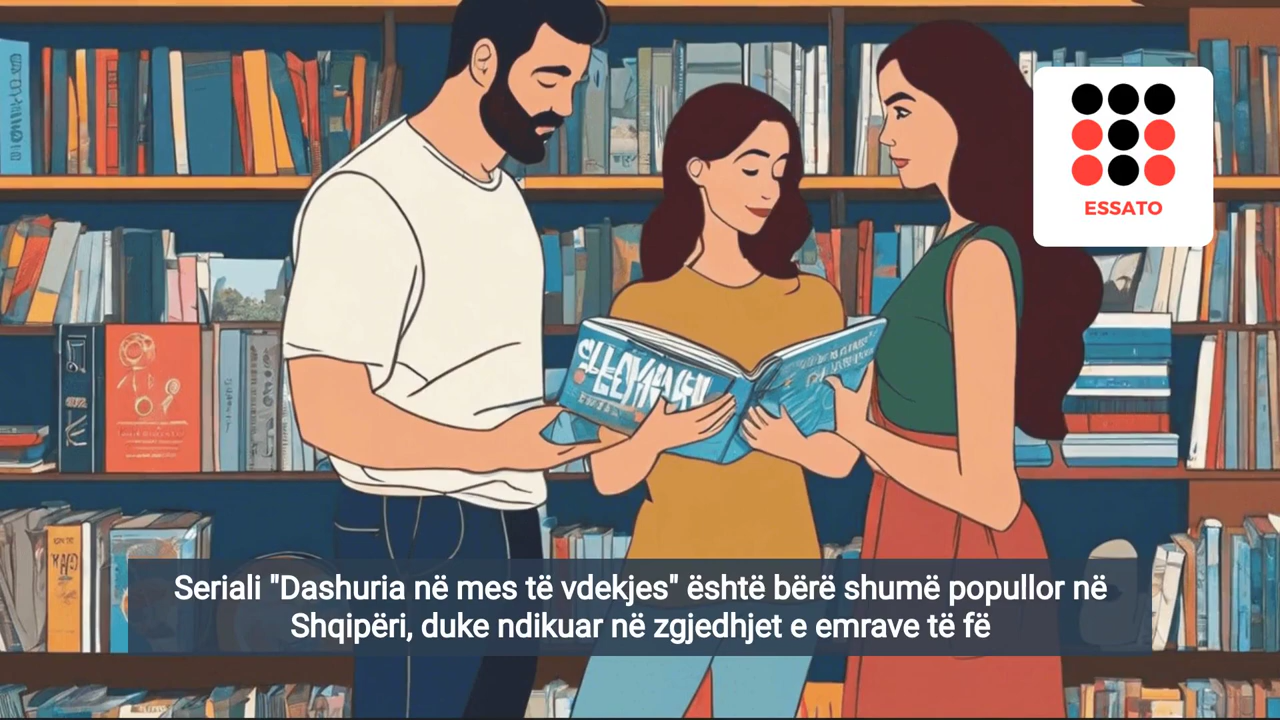 ESSATO
Seriali "Dashuria në mes të vdekjes" është bërë shumë popullor në
Shqipëri, duke ndikuar në zgjedhjet e emrave të fë